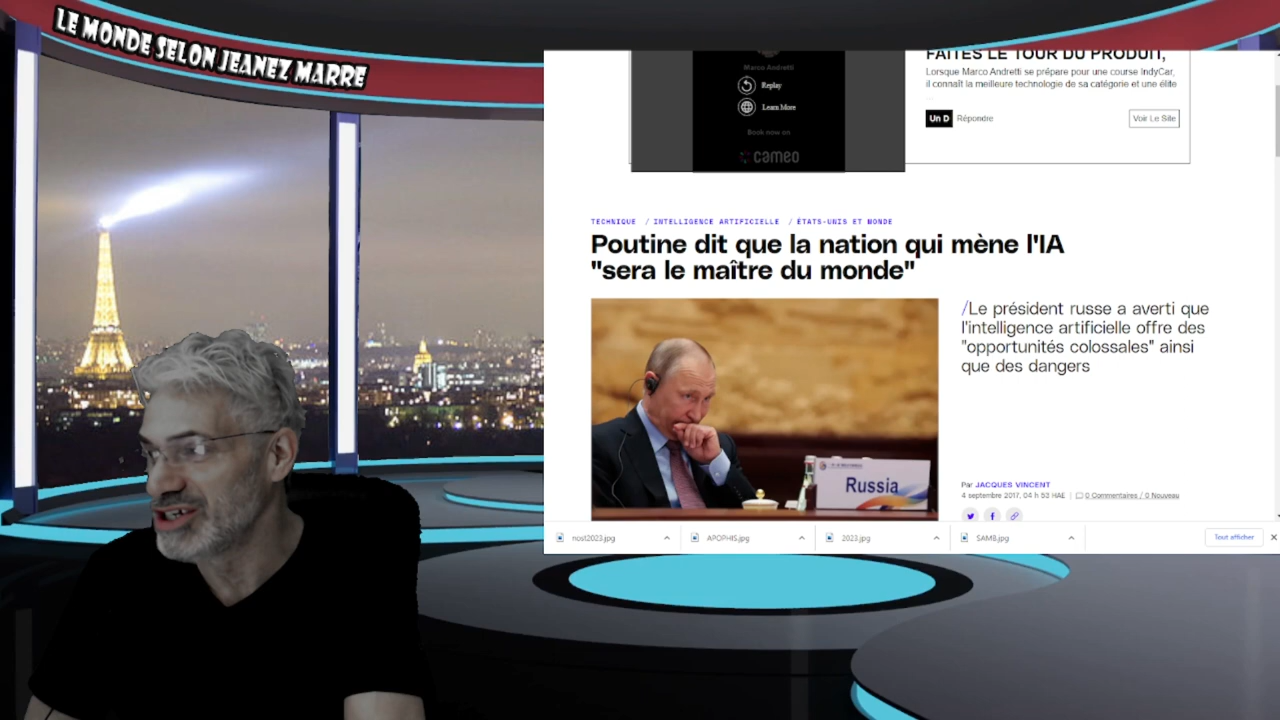 LE MONDE SELON JEANEZ MARRE
FAITES LE TOUR DU PRODUIT,
Lorsque Marco Andretti se prépare pour une course IndyCar,
il connaît la meilleure technologie de sa catégorie et une élite
Un D Répondre
Voir Le Site
Marco Andretti
Replay
Learn More
Book now on
cameo
TECHNIQUE / INTELLIGENCE ARTIFICIELLE / ÉTATS-UNIS ET MONDE
Poutine dit que la nation qui mène l'IA
"sera le maître du monde"
/Le président russe a averti que
l'intelligence artificielle offre des
"opportunités colossales" ainsi
que des dangers
Russia
Par JACQUES VINCENT
4 septembre 2017, 04 h 53 HAE | 0 Commentaires / 0 Nouveau
nost2023.jpg
APOPHIS.jpg
2023.jpg
SAMB.jpg
Tout afficher